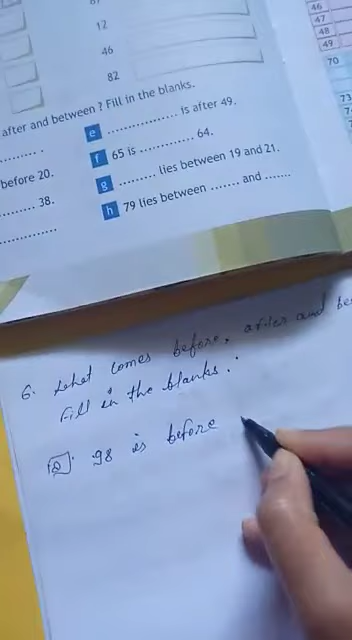 12
46
82
after and between ? Fill in the blanks.
e .................. is after 49.
f 65 is .............. 64.
before 20.
g ......... lies between 19 and 21.
......... 38.
h 79 lies between ....... and .......
46
47
48
49
70
73
6. What comes before, after and be
Fill in the blanks.
a. 98 is before